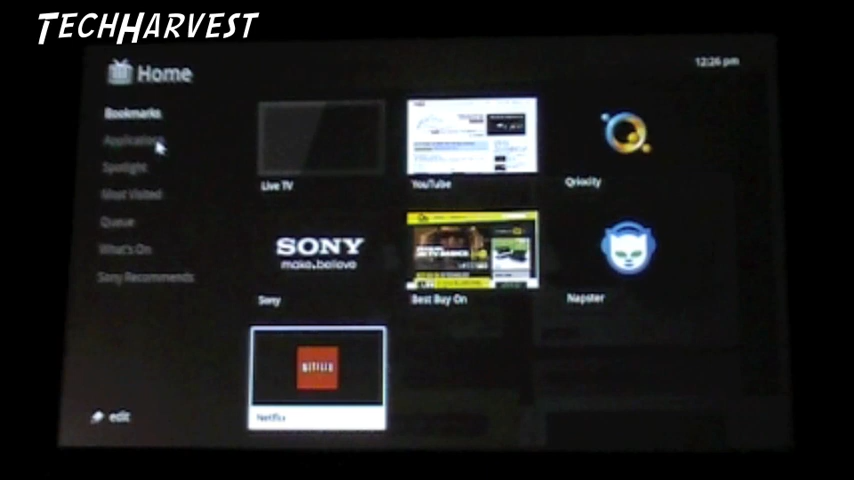 TECHHARVEST
Home
12:26 pm
Bookmarks
Applications
Spotlight
Most Visited
Queue
What's On
Sony Recommends
edit
Live TV
YouTube
Qriocity
SONY
make.believe
Sony
Best Buy On
Napster
NETFLIX
Netflix